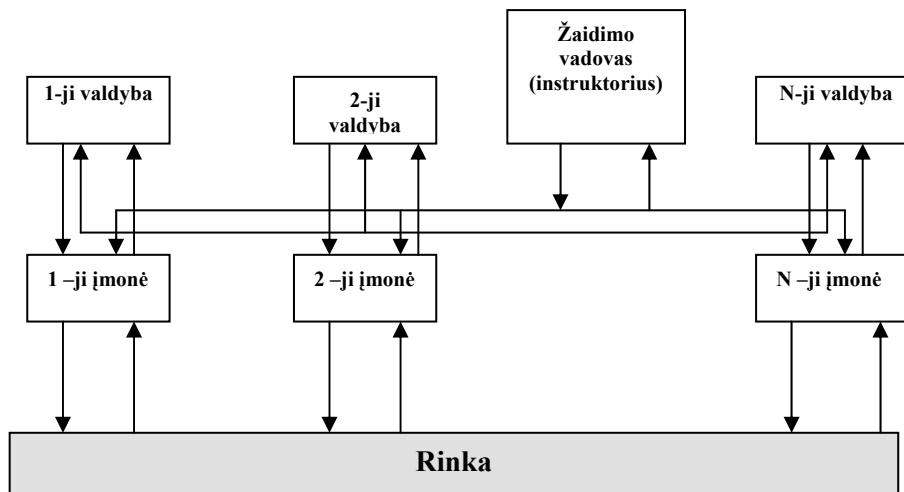 Žaidimo
vadovas
(instruktorius)
1-ji valdyba
2-ji
valdyba
N-ji valdyba
1 –ji įmonė
2 –ji įmonė
N –ji įmonė
Rinka